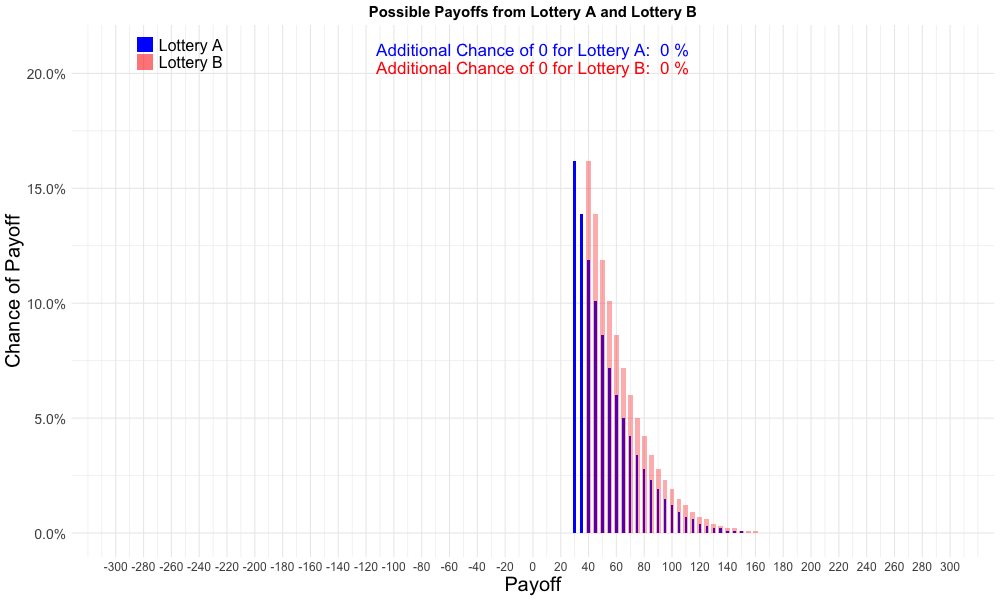 Possible Payoffs from Lottery A and Lottery B
Lottery A
Lottery B
Additional Chance of 0 for Lottery A:  0 %
Additional Chance of 0 for Lottery B:  0 %
Chance of Payoff
20.0%
15.0%
10.0%
5.0%
0.0%
-300 -280 -260 -240 -220 -200 -180 -160 -140 -120 -100 -80 -60 -40 -20 0 20 40 60 80 100 120 140 160 180 200 220 240 260 280 300
Payoff